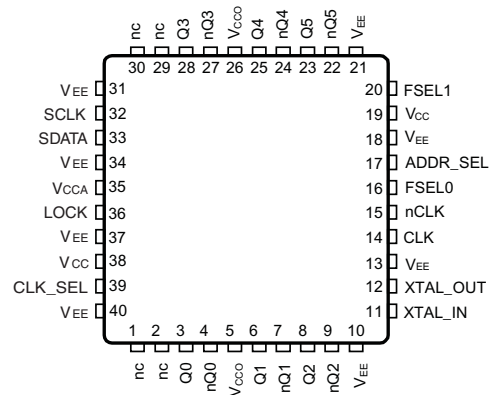 nc nc Q3 nQ3 VCCO Q4 nQ4 Q5 nQ5 VEE
30 29 28 27 26 25 24 23 22 21
VEE 31 20 FSEL1
SCLK 32 19 VCC
SDATA 33 18 VEE
VEE 34 17 ADDR_SEL
VCCA 35 16 FSEL0
LOCK 36 15 nCLK
VEE 37 14 CLK
VCC 38 13 VEE
CLK_SEL 39 12 XTAL_OUT
VEE 40 11 XTAL_IN
1 2 3 4 5 6 7 8 9 10
nc nc Q0 nQ0 VCCO Q1 nQ1 Q2 nQ2 VEE